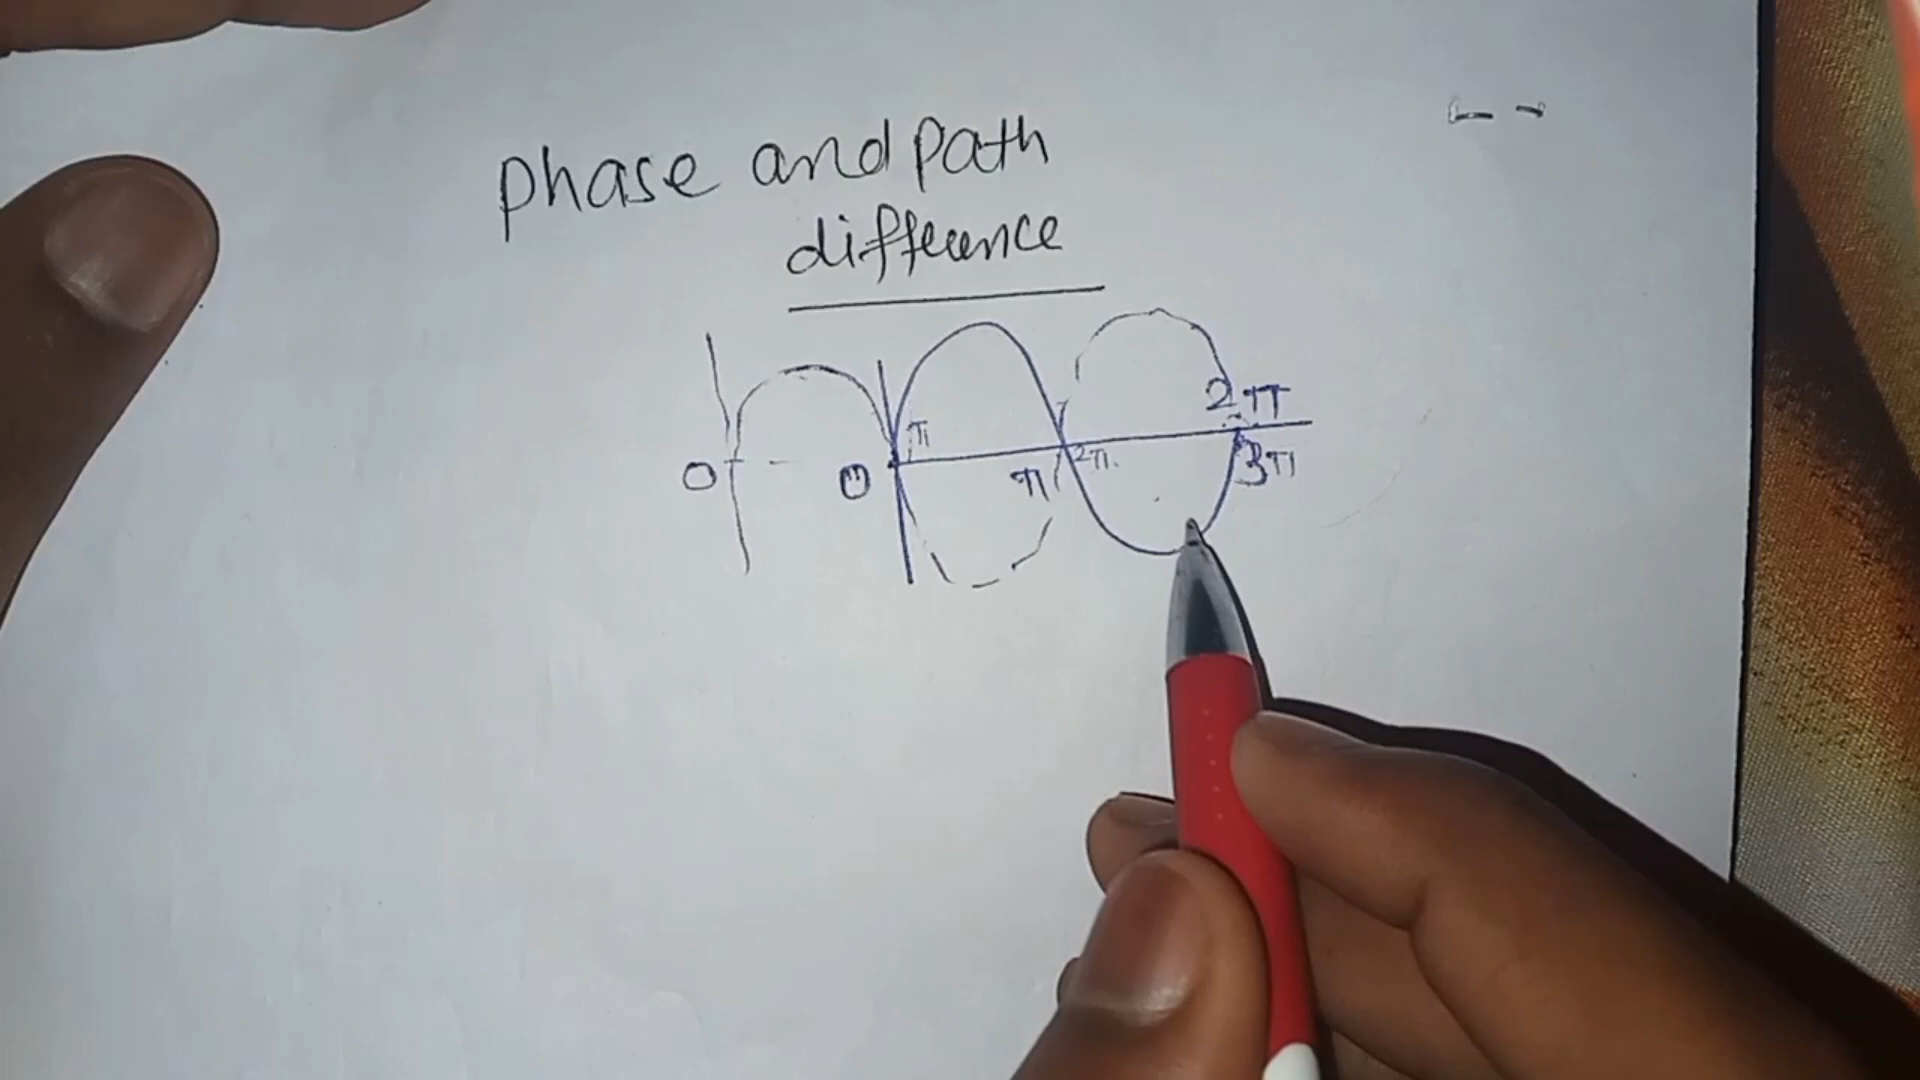 phase and path
difference
2π
π
3π
2π
0
0
π